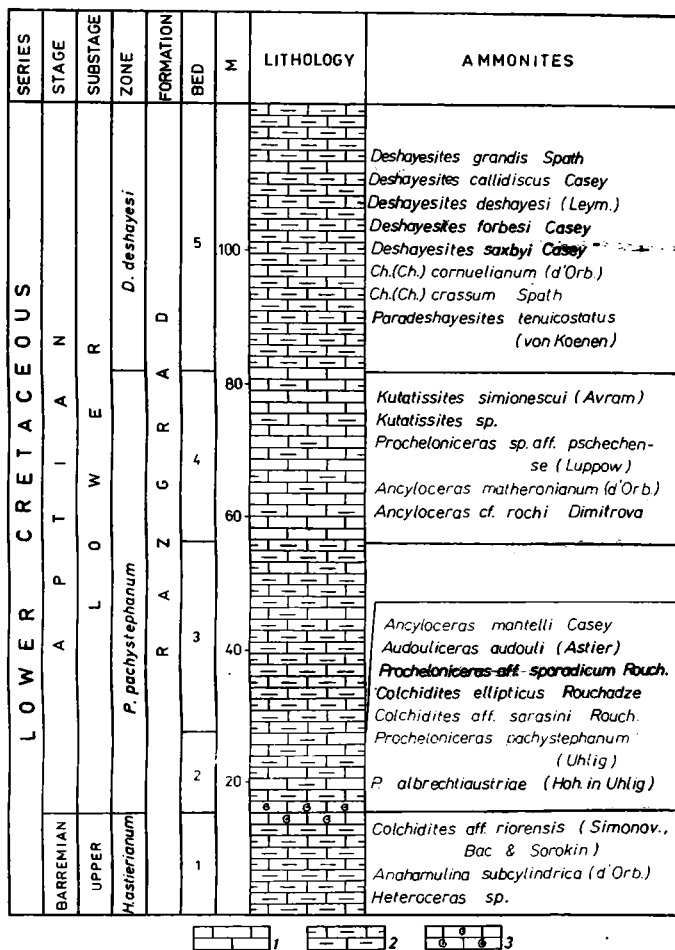 SERIES
STAGE
SUBSTAGE
ZONE
FORMATION
BED
M
LITHOLOGY
AMMONITES
LOWER CRETACEOUS
APTIAN
LOWER
D. deshayesi
P. pachystephanum
RAZGRAD
BARREMIAN
UPPER
H.astierianum
5
4
3
2
1
100
80
60
40
20
Deshayesites grandis Spath
Deshayesites callidiscus Casey
Deshayesites deshayesi (Leym.)
Deshayesites forbesi Casey
Deshayesites saxbyi Casey
Ch.(Ch.) cornuelianum (d'Orb.)
Ch.(Ch.) crassum Spath
Paradeshayesites tenuicostatus
(von Koenen)
Kutatissites simionescui (Avram)
Kutatissites sp.
Procheloniceras sp. aff. pschechen-
se (Luppow)
Ancyloceras matheronianum (d'Orb.)
Ancyloceras cf. rochi Dimitrova
Ancyloceras mantelli Casey
Audouliceras audouli (Astier)
Procheloniceras aff. sporadicum Rouch.
Colchidites ellipticus Rouchadze
Colchidites aff. sarasini Rouch.
Procheloniceras pachystephanum
(Uhlig)
P. albrechtiaustriae (Hoh. in Uhlig)
Colchidites aff. riorensis (Simonov.,
Bac & Sorokin)
Anahamulina subcylindrica (d'Orb.)
Heteroceras sp.
1 2 3